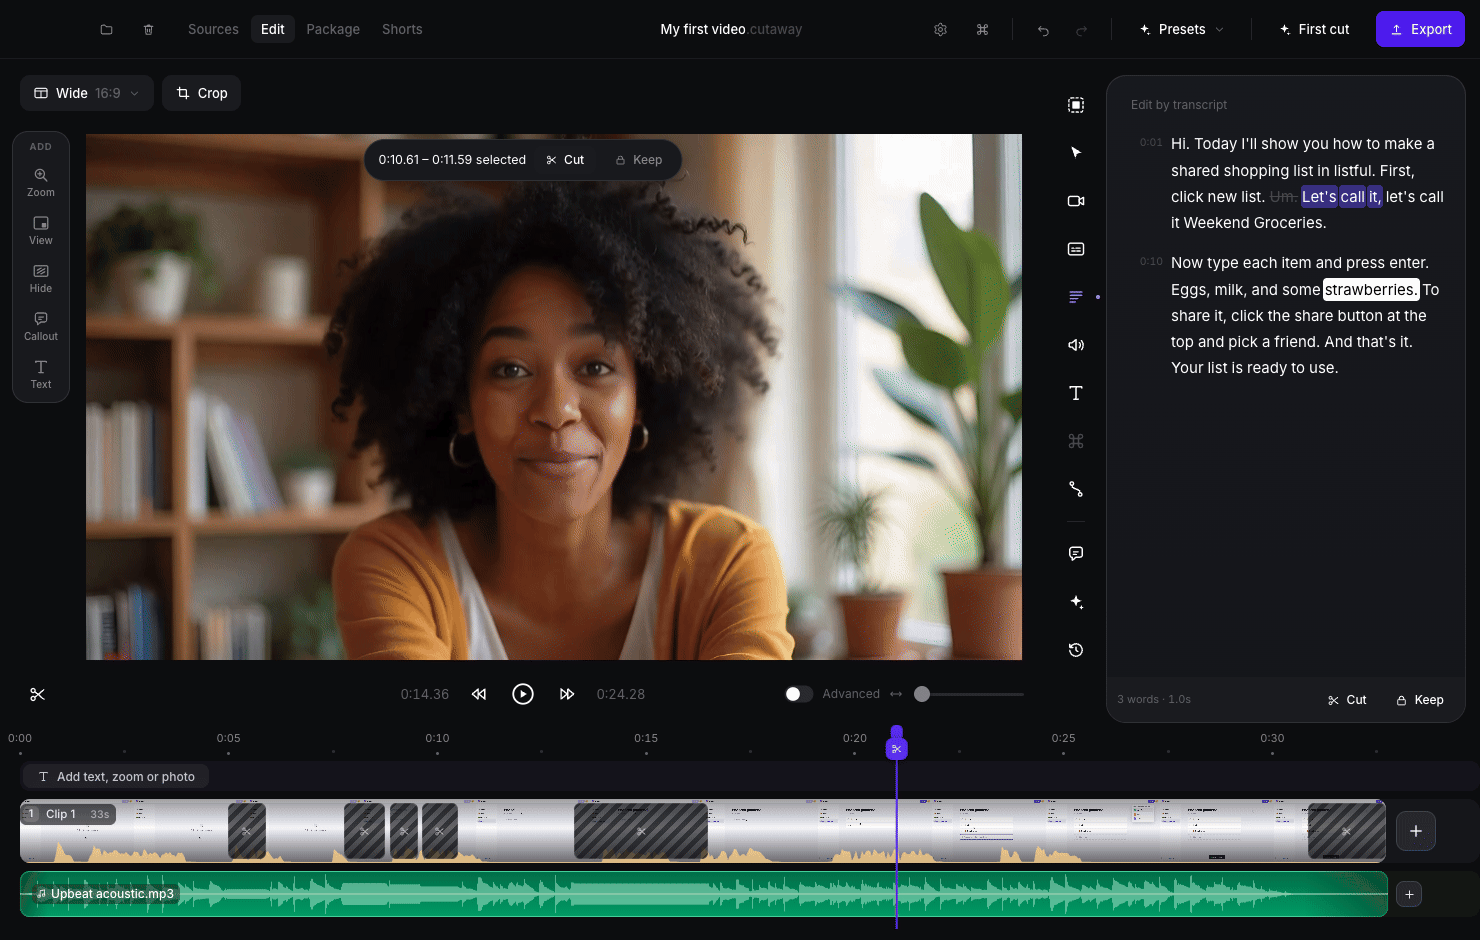 Sources Edit Package Shorts
My first video.cutaway
Presets
First cut
Export
Wide 16:9
Crop
ADD
Zoom
View
Hide
Callout
Text
0:10.61 – 0:11.59 selected Cut Keep
Edit by transcript
0:01 Hi. Today I'll show you how to make a
shared shopping list in listful. First,
click new list. Um. Let's call it, let's call
it Weekend Groceries.
0:10 Now type each item and press enter.
Eggs, milk, and some strawberries. To
share it, click the share button at the
top and pick a friend. And that's it.
Your list is ready to use.
3 words · 1.0s Cut Keep
0:14.36 0:24.28
Advanced
0:00 0:05 0:10 0:15 0:20 0:25 0:30
Add text, zoom or photo
1 Clip 1 33s
Upbeat acoustic.mp3